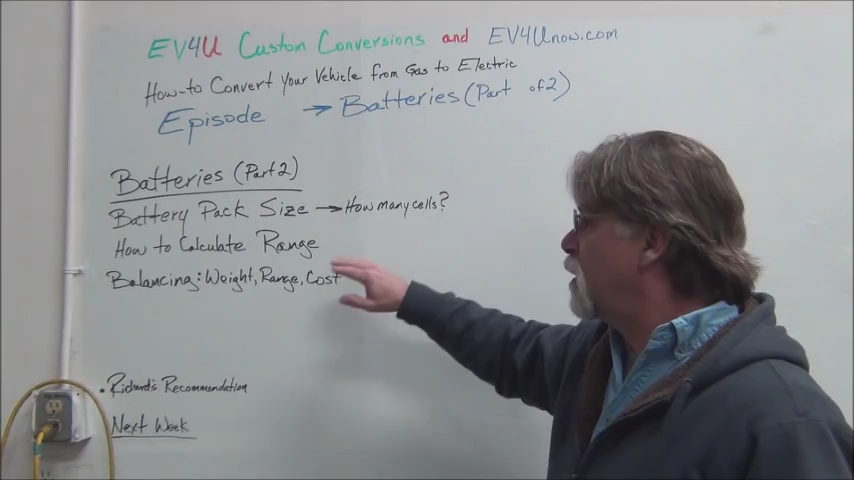 EV4U Custom Conversions and EV4Unow.com
How-to Convert Your Vehicle from Gas to Electric
Episode → Batteries (Part of 2)
Batteries (Part 2)
Battery Pack Size → How many cells?
How to Calculate Range
Balancing: Weight, Range, Cost
• Richard's Recommendation
Next Week